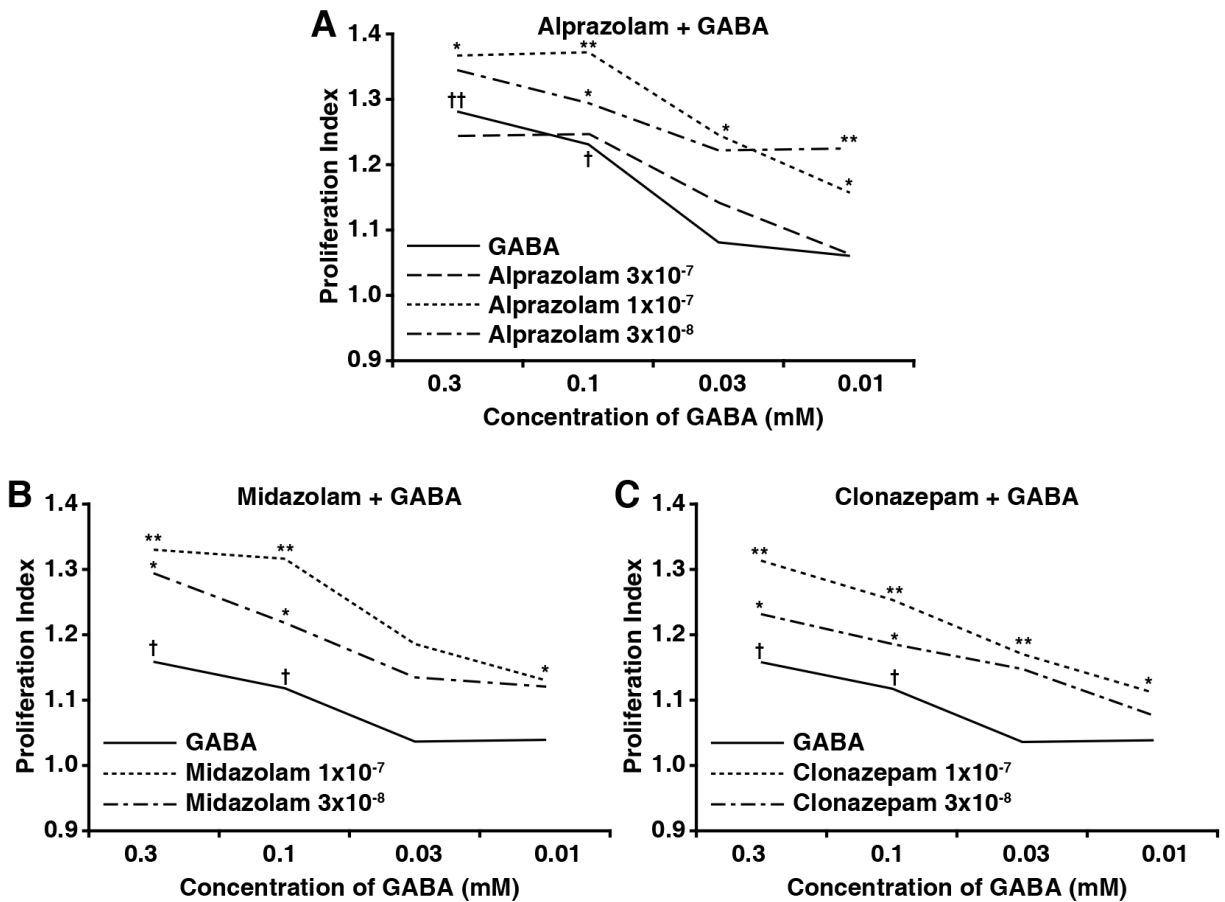 A
Alprazolam + GABA
1.4
1.3
1.2
1.1
1.0
0.9
Proliferation Index
*
**
††
*
†
*
**
*
GABA
Alprazolam 3x10⁻⁷
Alprazolam 1x10⁻⁷
Alprazolam 3x10⁻⁸
0.3 0.1 0.03 0.01
Concentration of GABA (mM)
B
Midazolam + GABA
1.4
1.3
1.2
1.1
1.0
0.9
Proliferation Index
**
**
*
*
†
†
*
GABA
Midazolam 1x10⁻⁷
Midazolam 3x10⁻⁸
0.3 0.1 0.03 0.01
Concentration of GABA (mM)
C
Clonazepam + GABA
1.4
1.3
1.2
1.1
1.0
0.9
Proliferation Index
**
**
*
*
**
†
†
*
GABA
Clonazepam 1x10⁻⁷
Clonazepam 3x10⁻⁸
0.3 0.1 0.03 0.01
Concentration of GABA (mM)